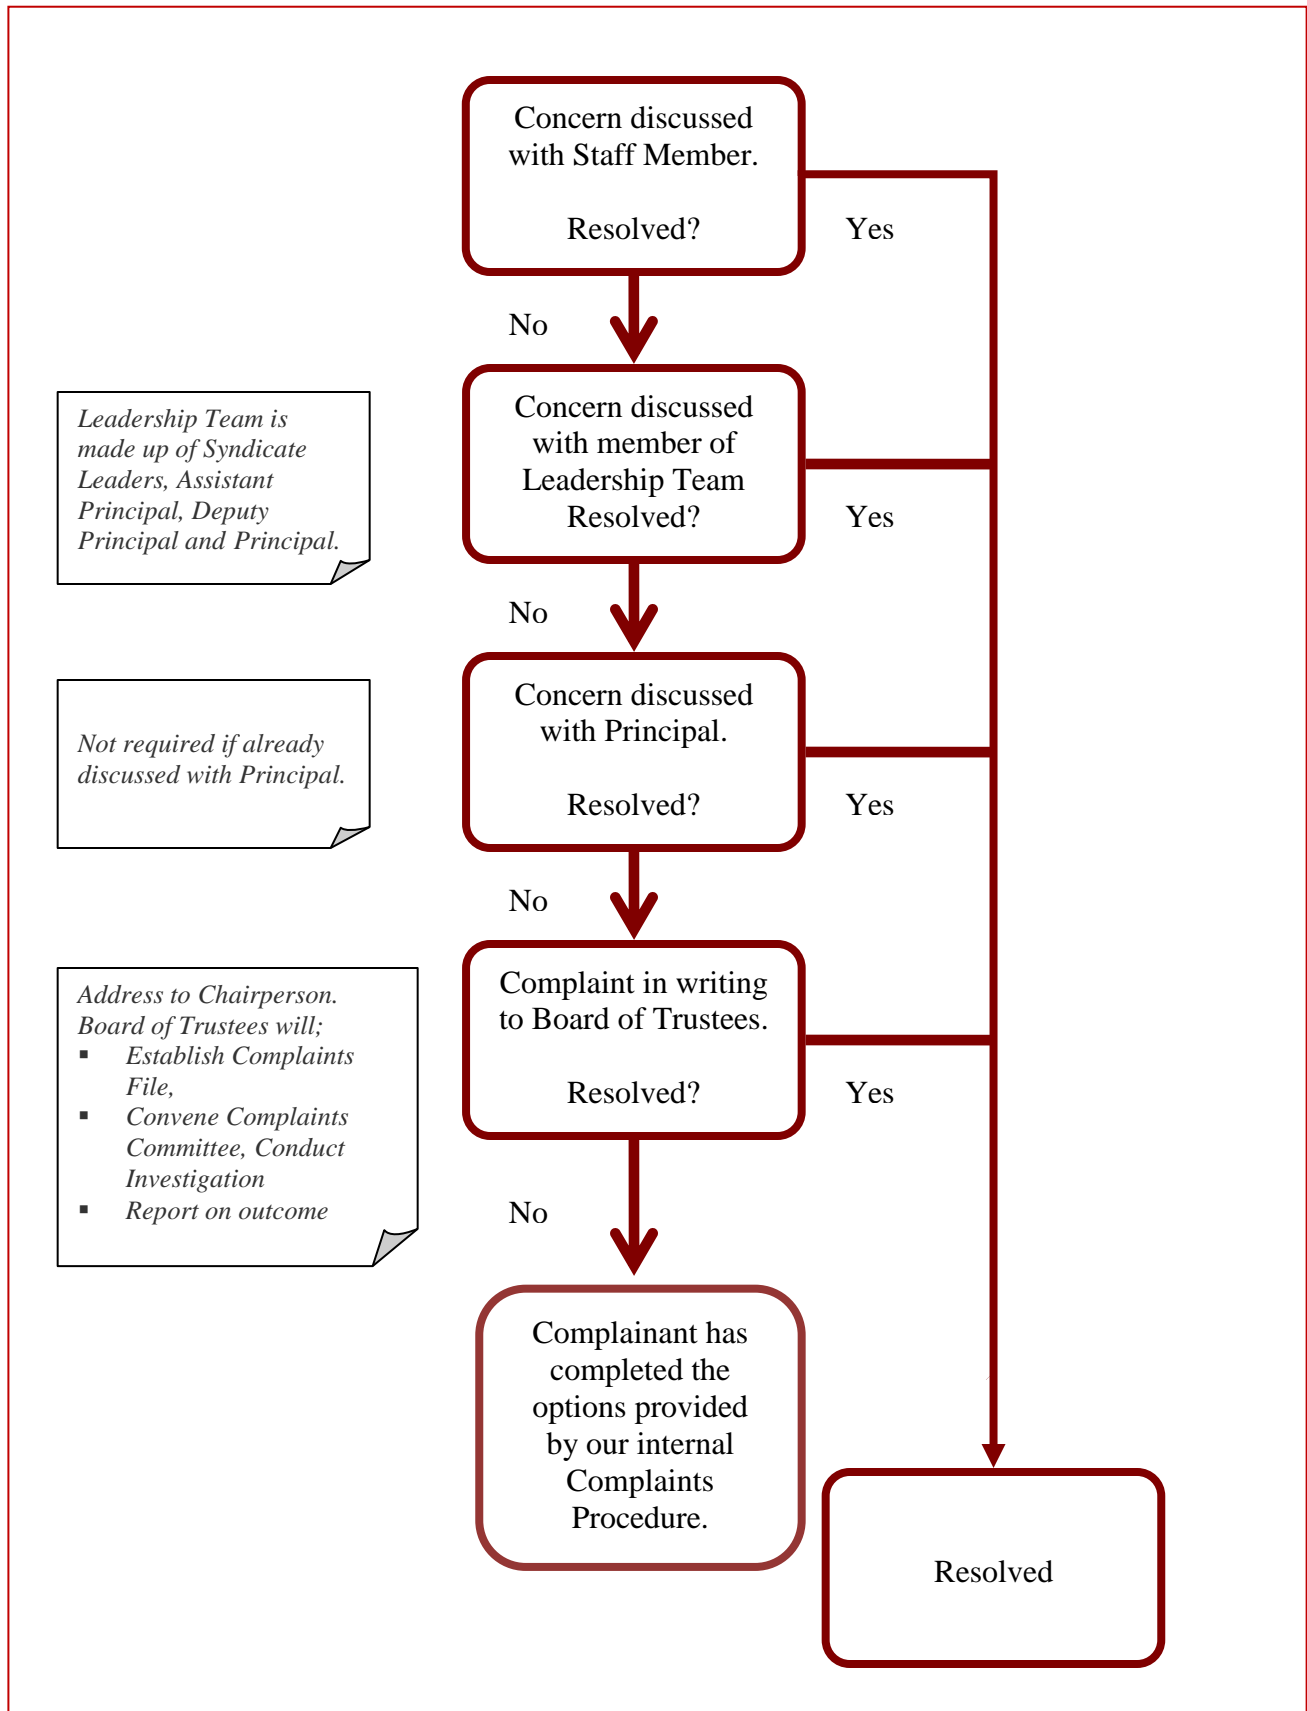 Concern discussed
with Staff Member.
Resolved?
Yes
No
Leadership Team is
made up of Syndicate
Leaders, Assistant
Principal, Deputy
Principal and Principal.
Concern discussed
with member of
Leadership Team
Resolved?
Yes
No
Not required if already
discussed with Principal.
Concern discussed
with Principal.
Resolved?
Yes
No
Address to Chairperson.
Board of Trustees will;
▪ Establish Complaints
File,
▪ Convene Complaints
Committee, Conduct
Investigation
▪ Report on outcome
Complaint in writing
to Board of Trustees.
Resolved?
Yes
No
Complainant has
completed the
options provided
by our internal
Complaints
Procedure.
Resolved